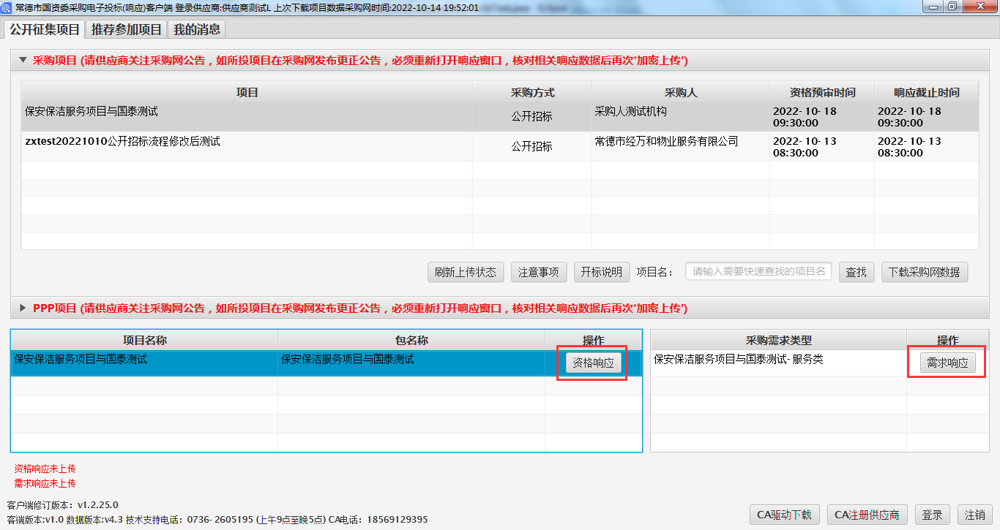 常德市国资委采购电子投标(响应)客户端 登录供应商:供应商测试L 上次下载项目数据采购网时间:2022-10-14 19:52:01
公开征集项目 推荐参加项目 我的消息
采购项目 (请供应商关注采购网公告，如所投项目在采购网发布更正公告，必须重新打开响应窗口，核对相关响应数据后再次'加密上传')
项目 采购方式 采购人 资格预审时间 响应截止时间
保安保洁服务项目与国泰测试 公开招标 采购人测试机构 2022-10-18 09:30:00 2022-10-18 09:30:00
zxtest20221010公开招标流程修改后测试 公开招标 常德市经万和物业服务有限公司 2022-10-13 08:30:00 2022-10-13 08:30:00
刷新上传状态 注意事项 开标说明 项目名： 请输入需要快速查找的项目名 查找 下载采购网数据
PPP项目 (请供应商关注采购网公告，如所投项目在采购网发布更正公告，必须重新打开响应窗口，核对相关响应数据后再次'加密上传')
项目名称 包名称 操作 采购需求类型 操作
保安保洁服务项目与国泰测试 保安保洁服务项目与国泰测试 资格响应 保安保洁服务项目与国泰测试-服务类 需求响应
资格响应未上传
需求响应未上传
客户端修订版本：v1.2.25.0
客端版本:v1.0 数据版本:v4.3 技术支持电话：0736-2605195 (上午9点至晚5点) CA电话：18569129395
CA驱动下载 CA注册供应商 登录 注销